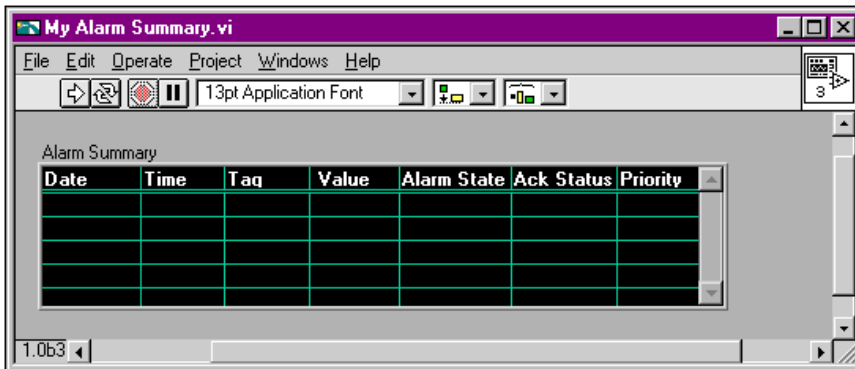 My Alarm Summary.vi
File Edit Operate Project Windows Help
13pt Application Font
3
Alarm Summary
Date Time Tag Value Alarm State Ack Status Priority
1.0b3